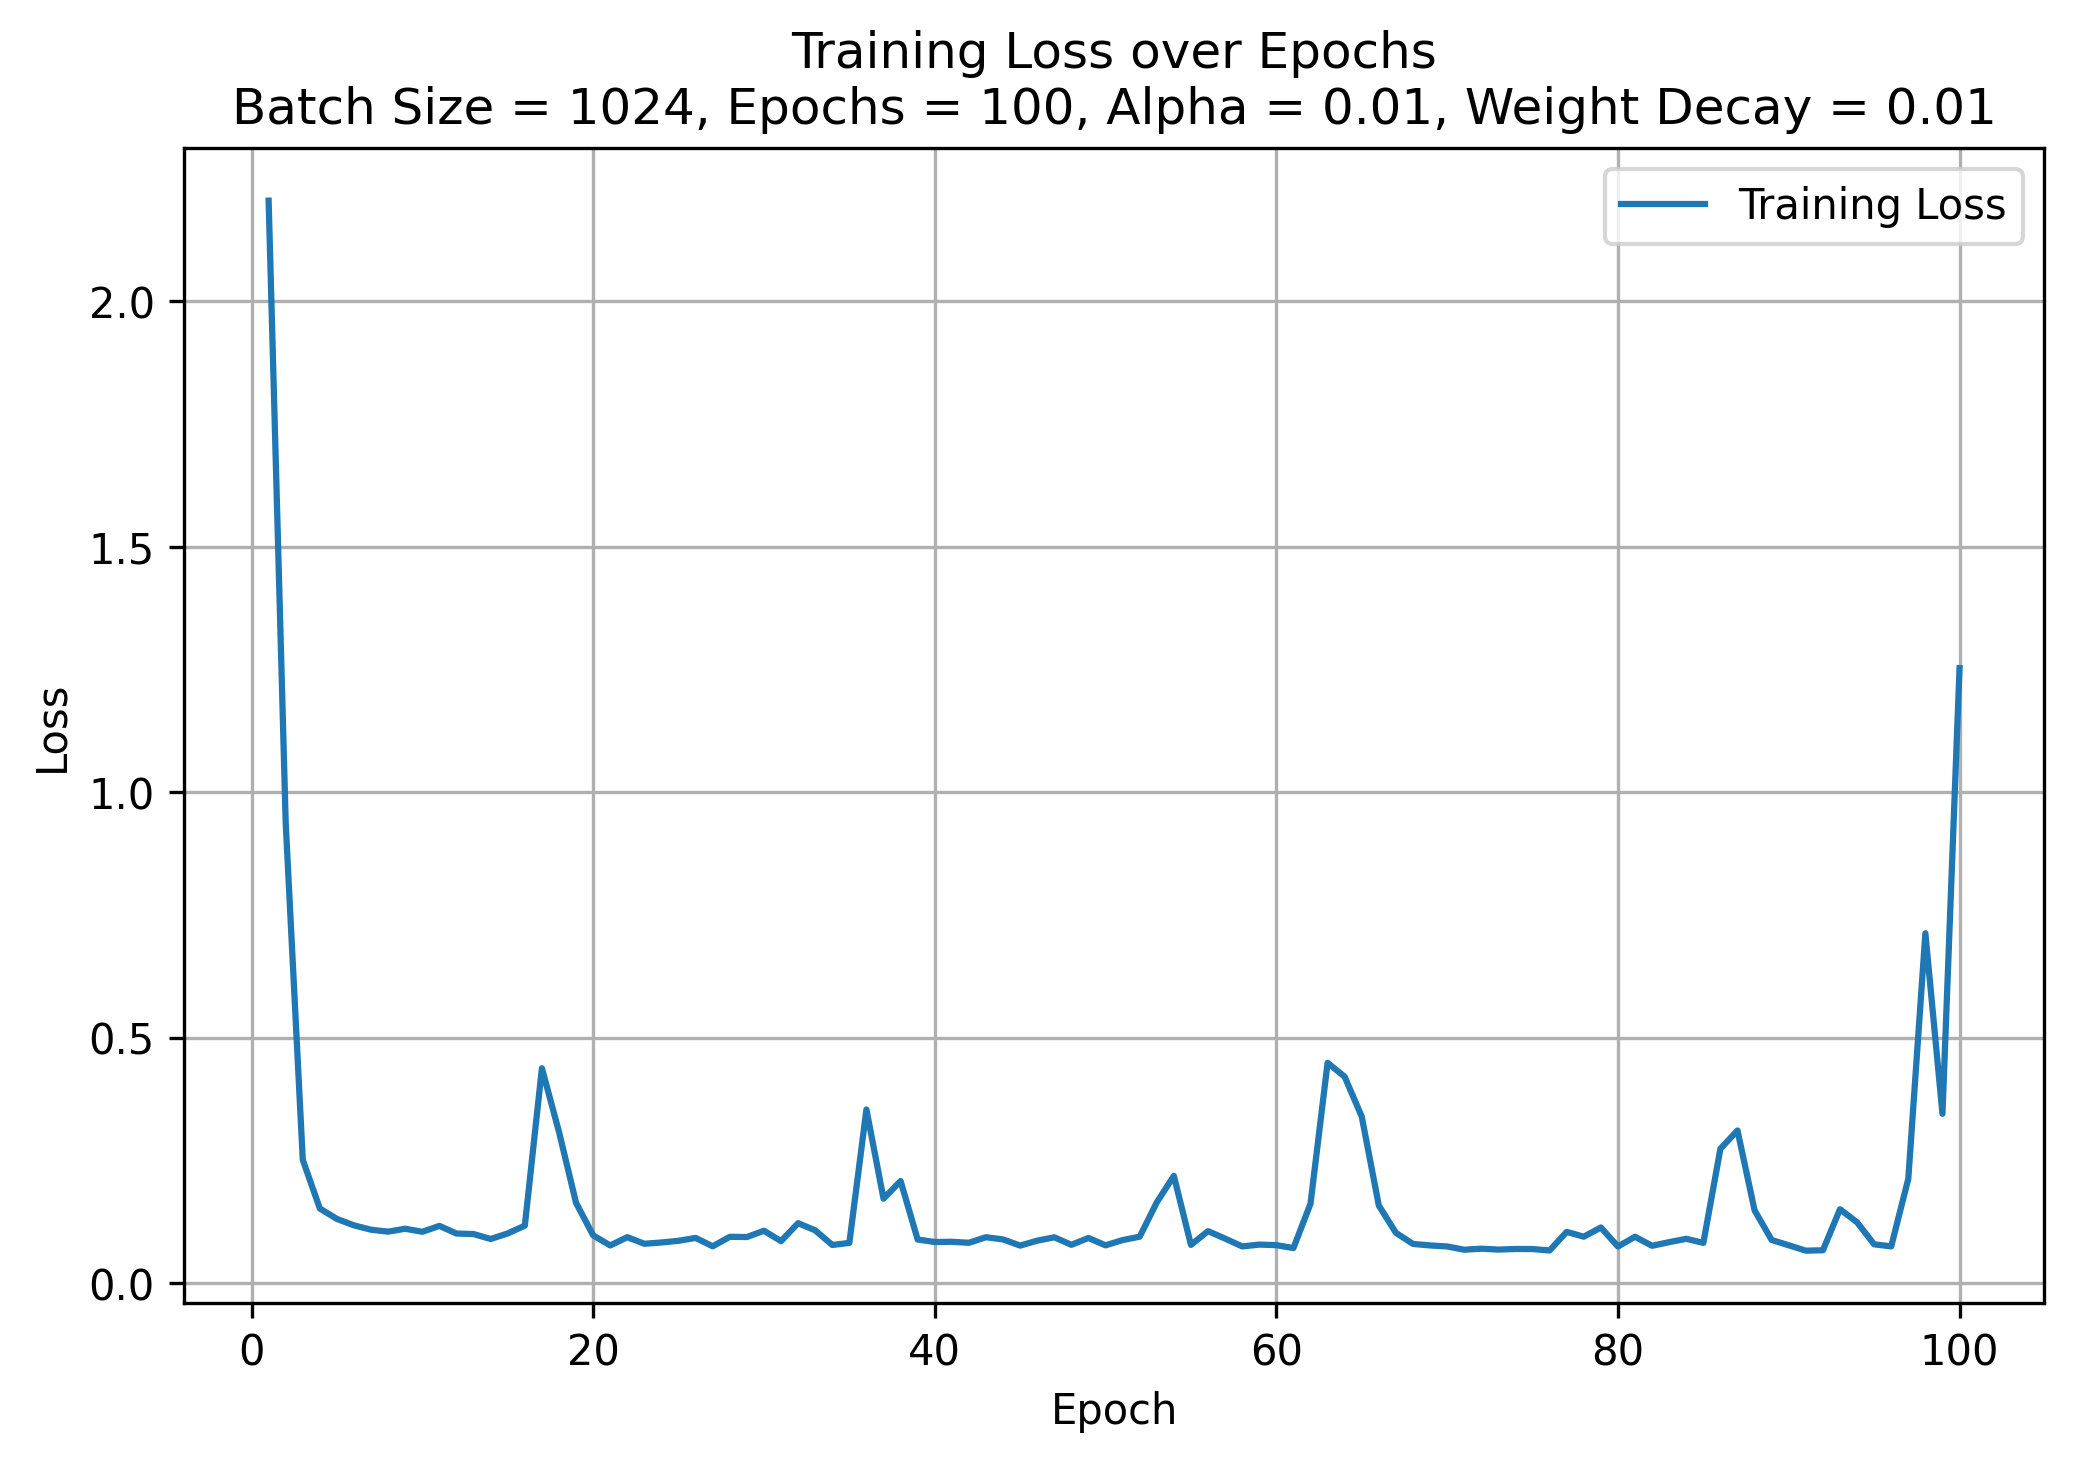 Training Loss over Epochs
Batch Size = 1024, Epochs = 100, Alpha = 0.01, Weight Decay = 0.01
Training Loss
2.0
1.5
1.0
0.5
0.0
Loss
0 20 40 60 80 100
Epoch